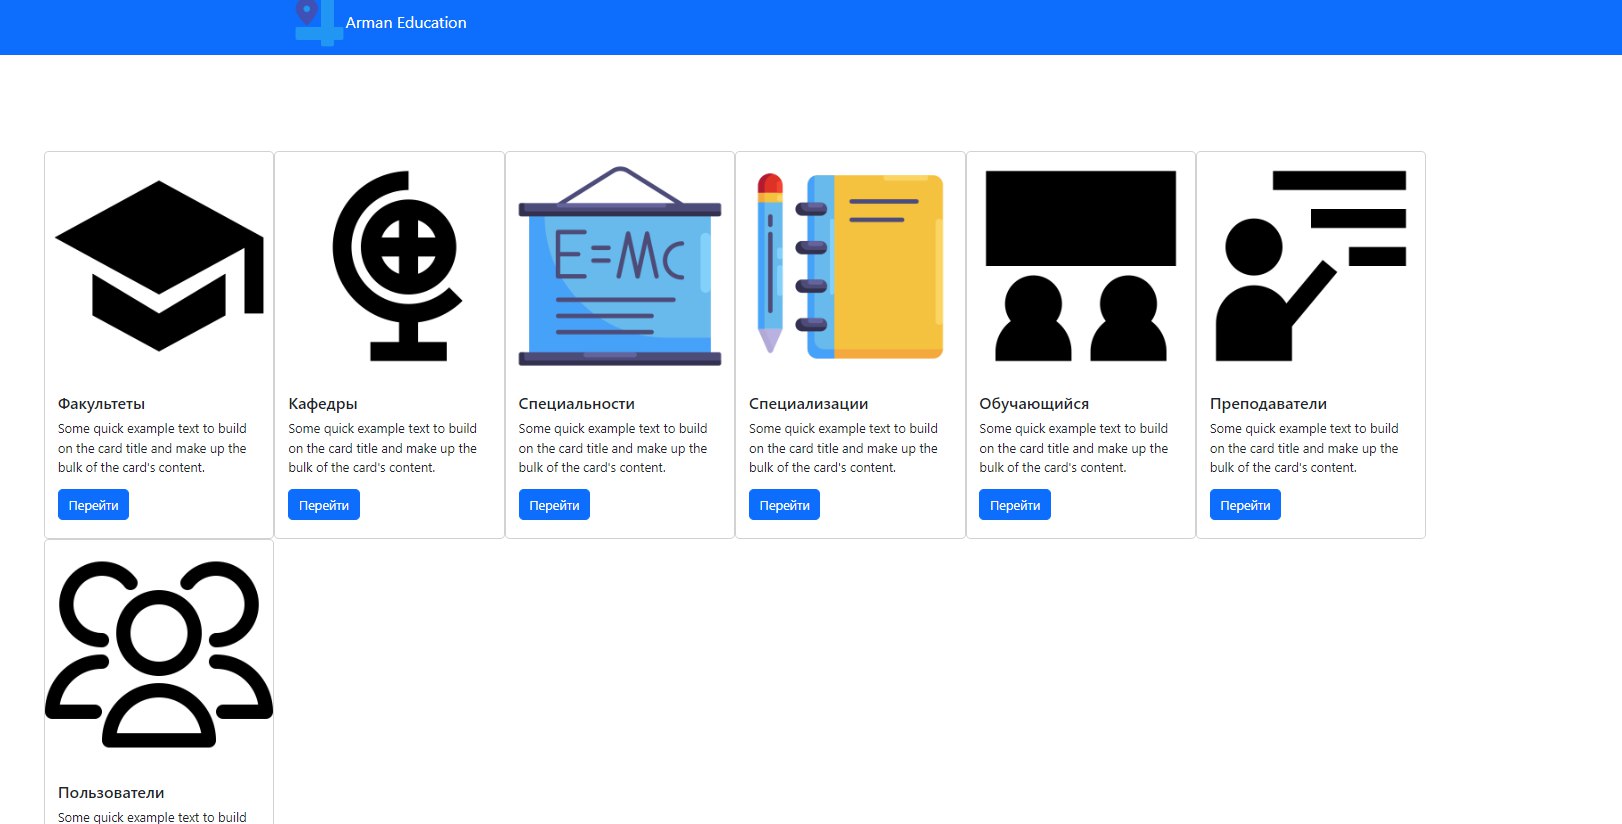 Arman Education
E=Mc
Факультеты
Some quick example text to build
on the card title and make up the
bulk of the card's content.
Перейти
Кафедры
Some quick example text to build
on the card title and make up the
bulk of the card's content.
Перейти
Специальности
Some quick example text to build
on the card title and make up the
bulk of the card's content.
Перейти
Специализации
Some quick example text to build
on the card title and make up the
bulk of the card's content.
Перейти
Обучающийся
Some quick example text to build
on the card title and make up the
bulk of the card's content.
Перейти
Преподаватели
Some quick example text to build
on the card title and make up the
bulk of the card's content.
Перейти
Пользователи
Some quick example text to build